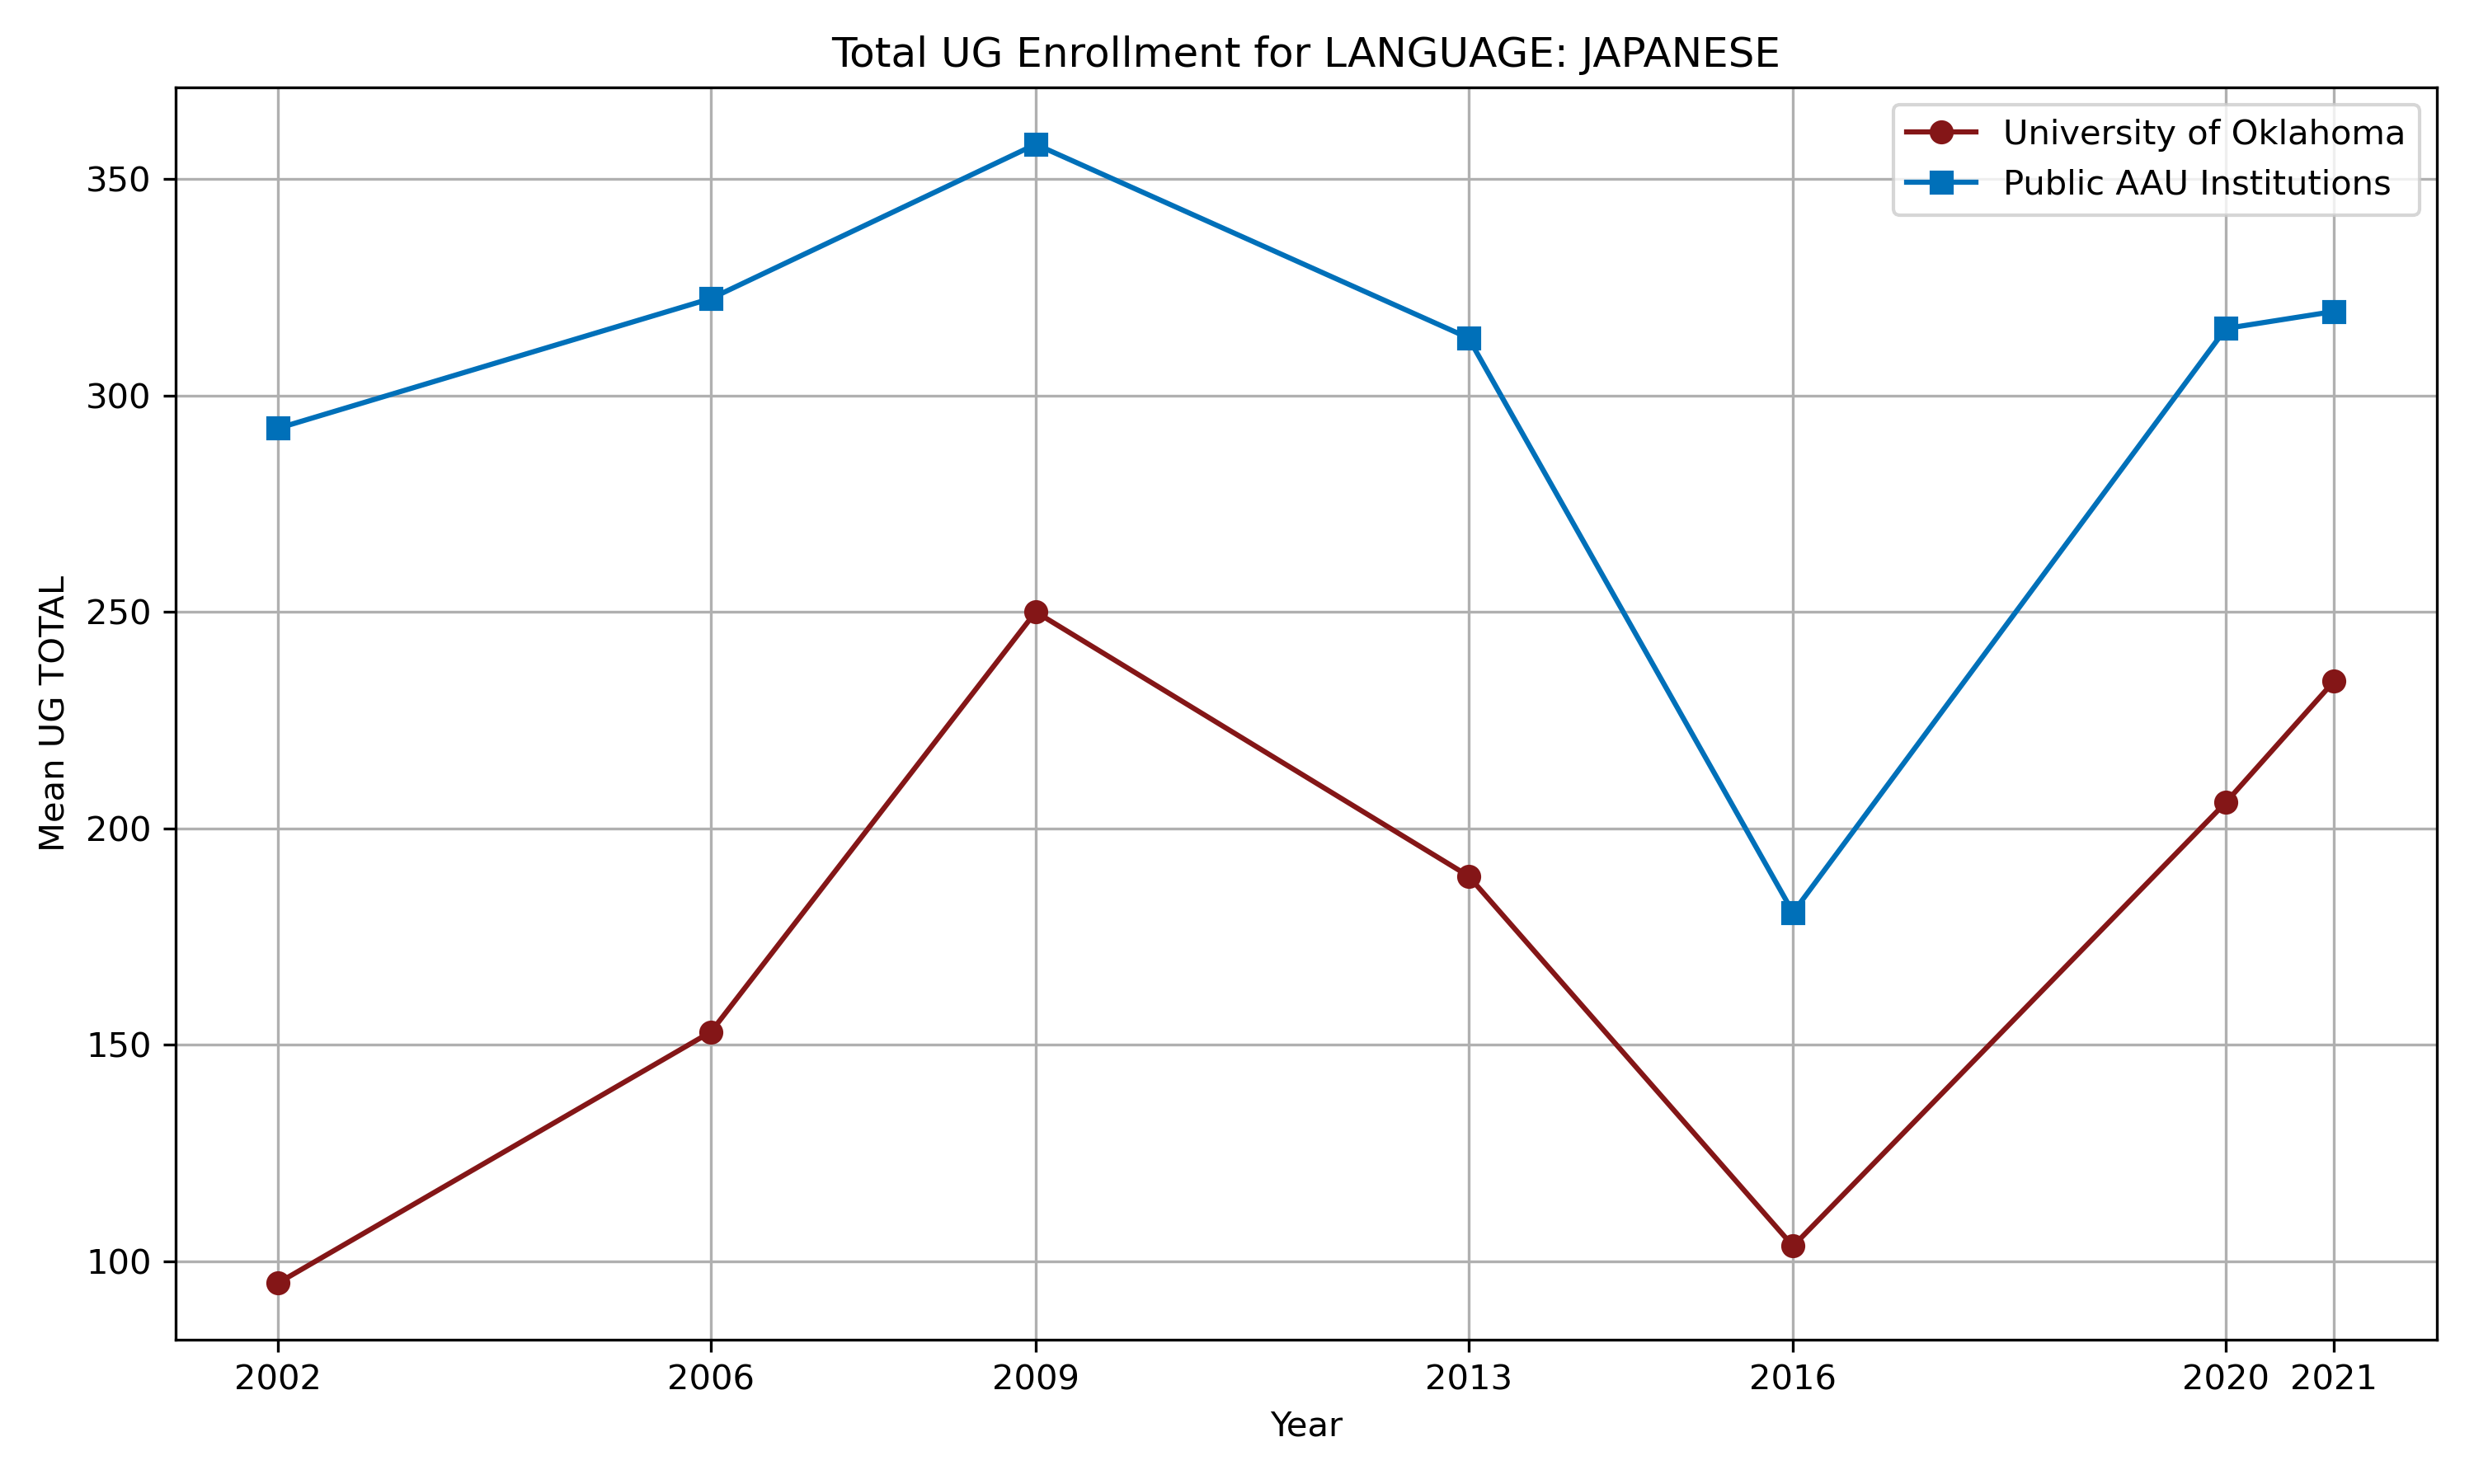 Total UG Enrollment for LANGUAGE: JAPANESE
University of Oklahoma
Public AAU Institutions
Mean UG TOTAL
350
300
250
200
150
100
2002 2006 2009 2013 2016 2020 2021
Year